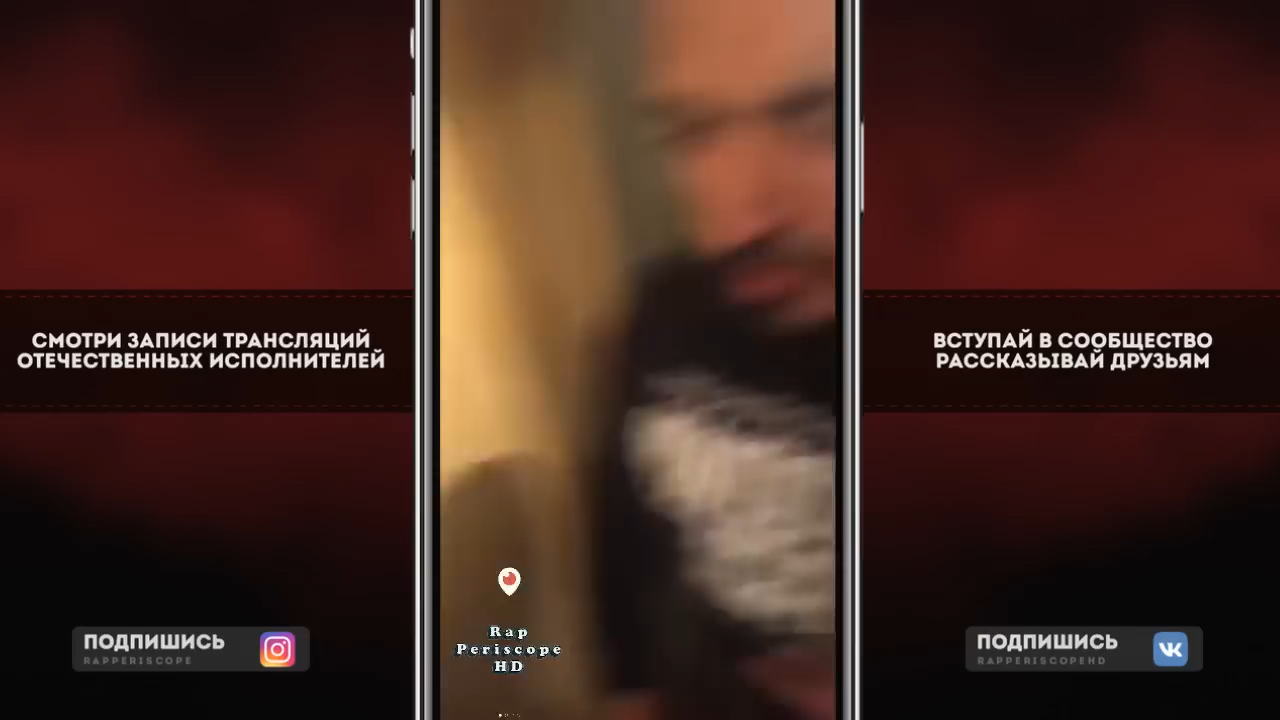 СМОТРИ ЗАПИСИ ТРАНСЛЯЦИЙ
ОТЕЧЕСТВЕННЫХ ИСПОЛНИТЕЛЕЙ
ВСТУПАЙ В СООБЩЕСТВО
РАССКАЗЫВАЙ ДРУЗЬЯМ
Rap
Periscope
HD
ПОДПИШИСЬ
RAPPERISCOPE
ПОДПИШИСЬ
RAPPERISCOPEHD